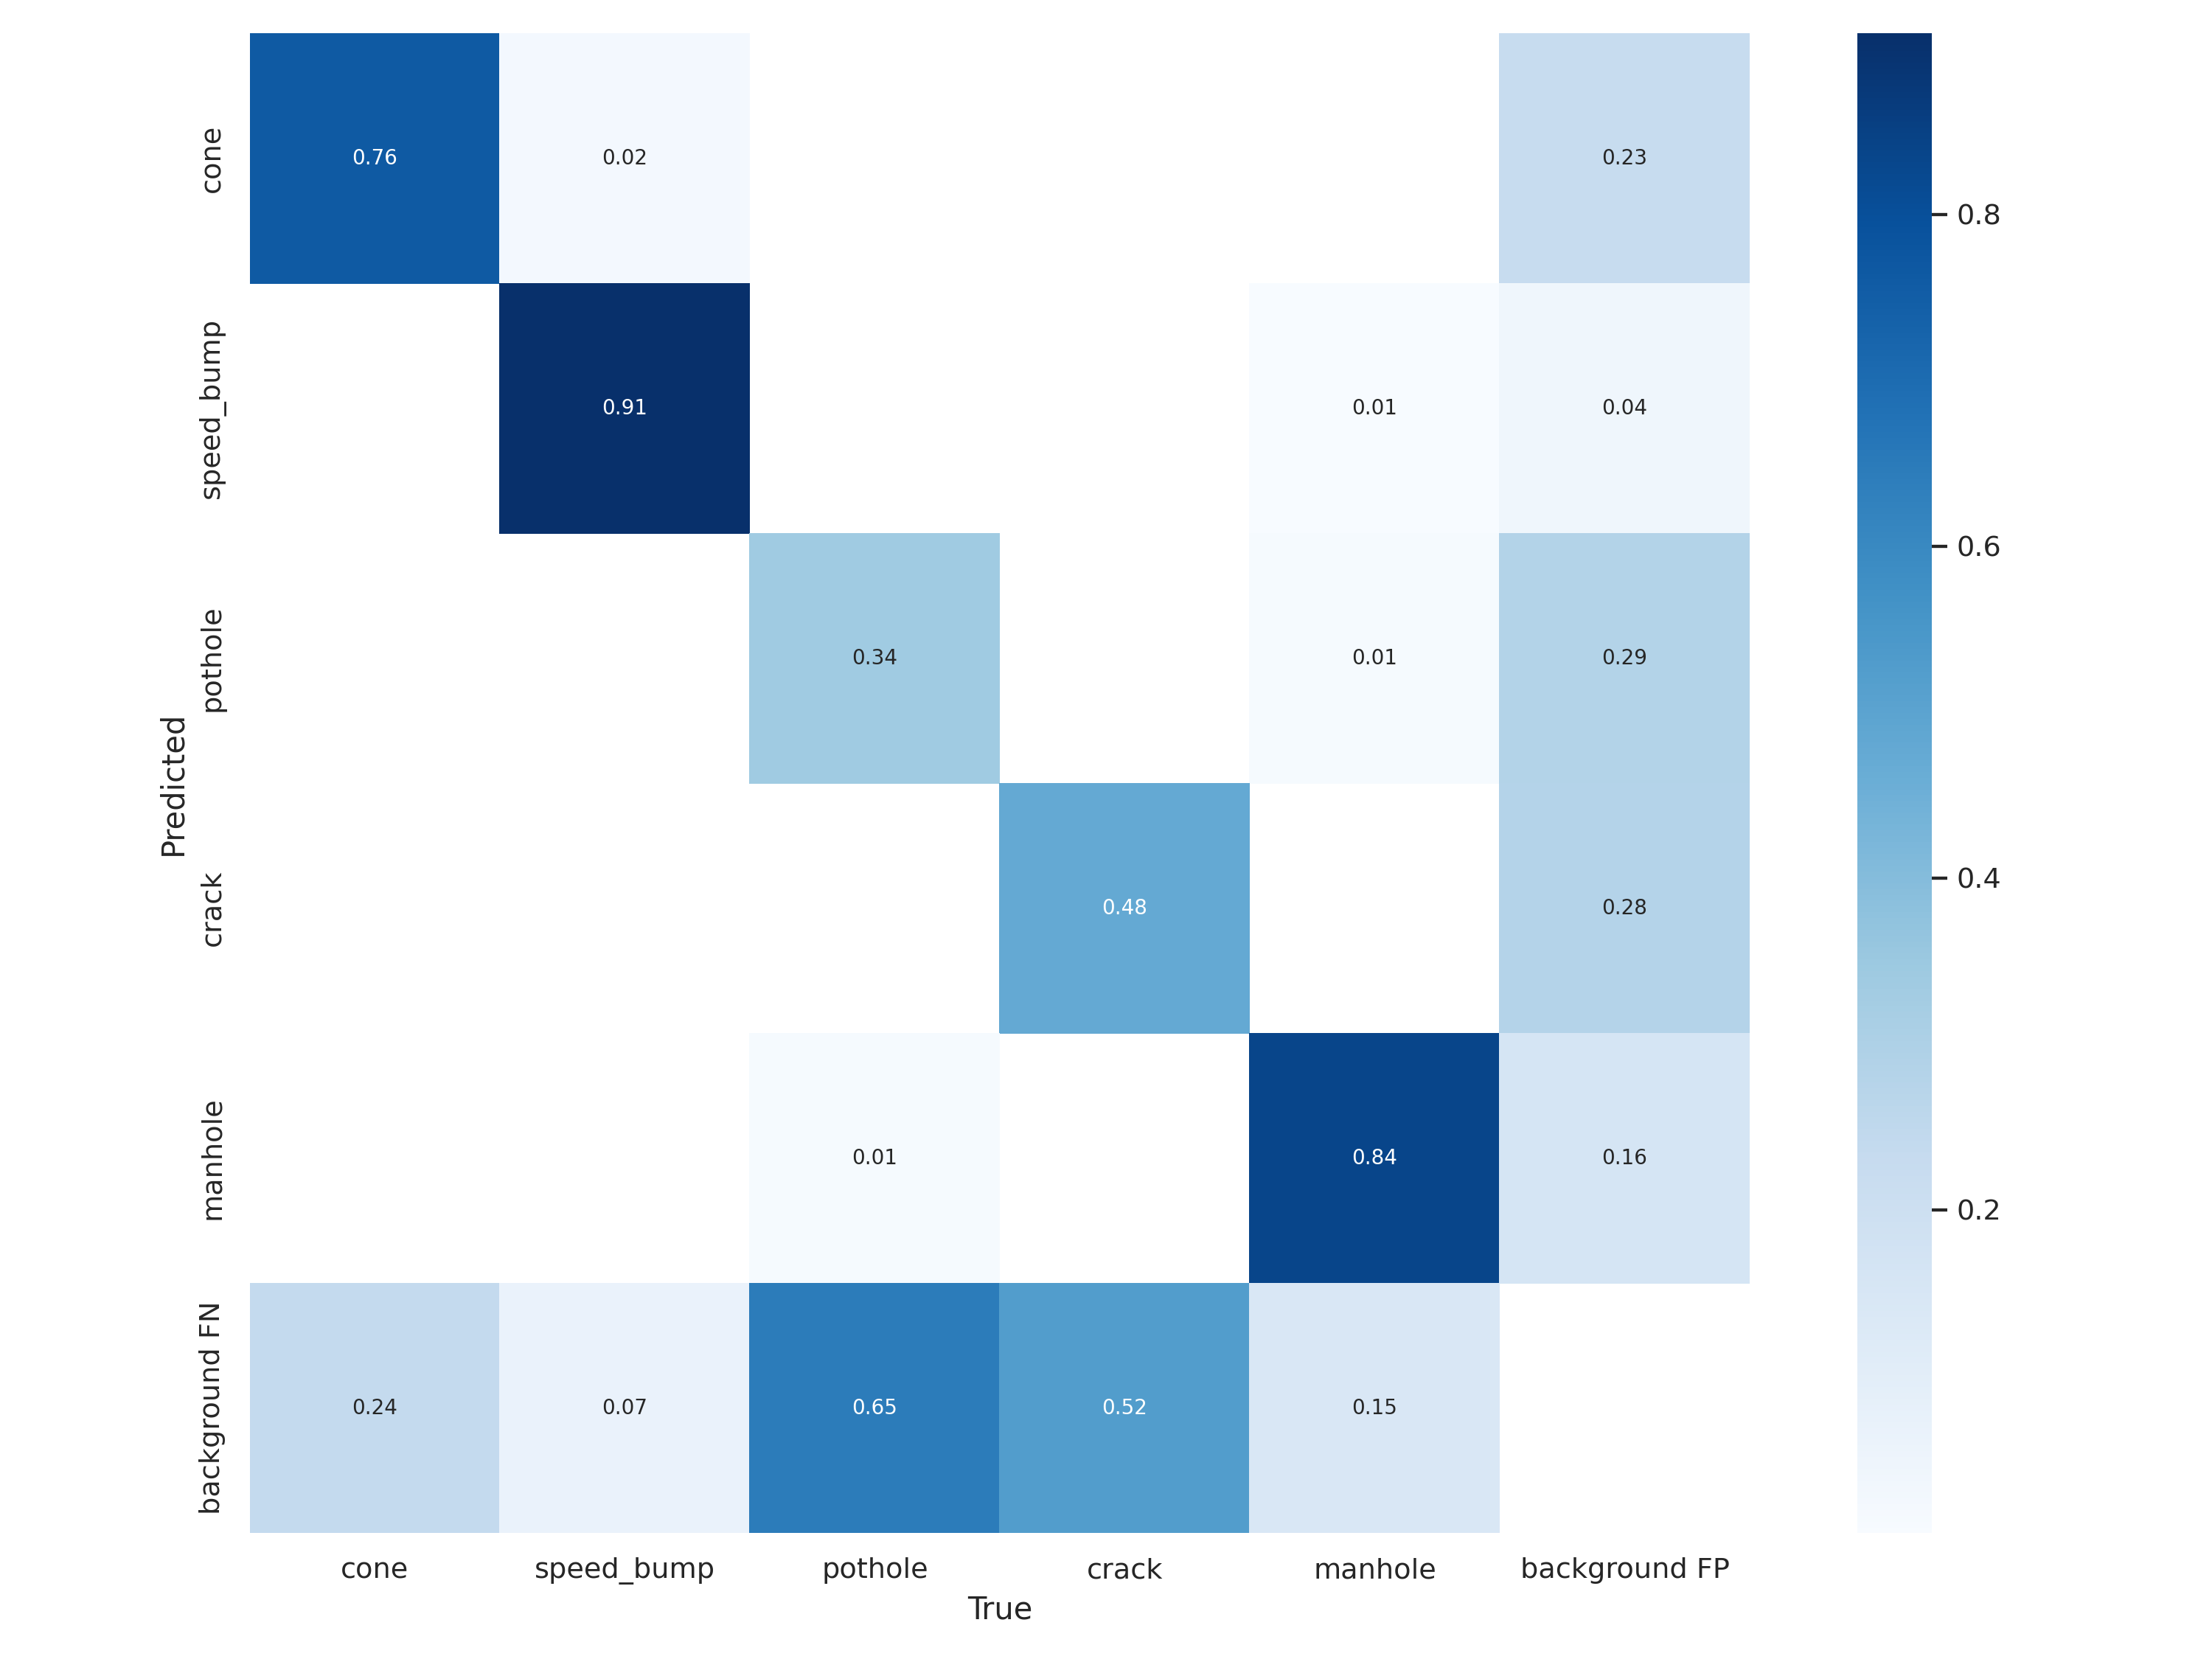 Predicted
cone
0.76
0.02
0.23
speed_bump
0.91
0.01
0.04
pothole
0.34
0.01
0.29
crack
0.48
0.28
manhole
0.01
0.84
0.16
background FN
0.24
0.07
0.65
0.52
0.15
cone
speed_bump
pothole
crack
manhole
background FP
True
0.8
0.6
0.4
0.2